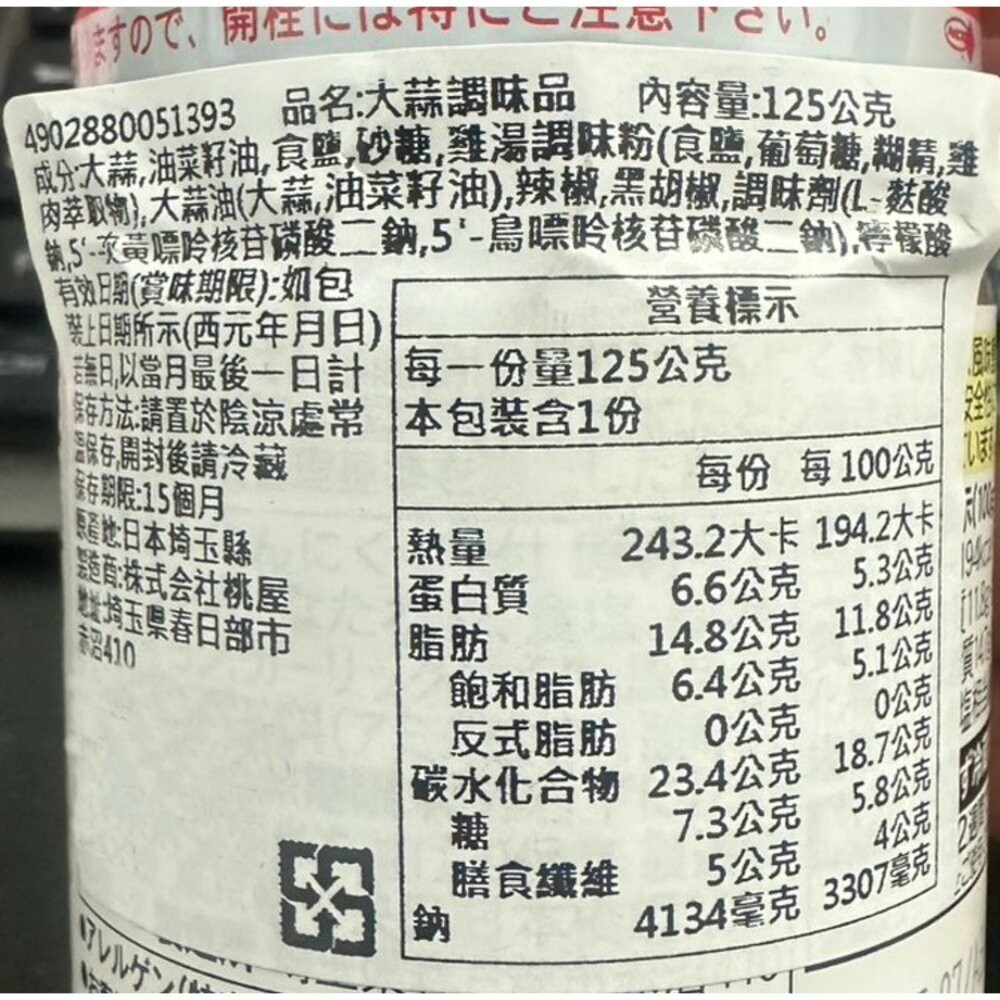 ますので、開栓には特にご注意下さい。
4902880051393 品名:大蒜調味品 內容量:125公克
成分:大蒜,油菜籽油,食鹽,砂糖,雞湯調味粉(食鹽,葡萄糖,糊精,雞
肉萃取物),大蒜油(大蒜,油菜籽油),辣椒,黑胡椒,調味劑(L-麩酸
鈉,5'-次黃嘌呤核苷磷酸二鈉,5'-鳥嘌呤核苷磷酸二鈉),檸檬酸
有效日期(賞味期限):如包
裝上日期所示(西元年月日)
若無日,以當月最後一日計
保存方法:請置於陰涼處常
溫保存,開封後請冷藏
保存期限:15個月
原產地:日本埼玉縣
製造商:株式会社桃屋
地址:埼玉県春日部市
赤沼410
營養標示
每一份量125公克
本包裝含1份
每份 每100公克
熱量 243.2大卡 194.2大卡
蛋白質 6.6公克 5.3公克
脂肪 14.8公克 11.8公克
飽和脂肪 6.4公克 5.1公克
反式脂肪 0公克 0公克
碳水化合物 23.4公克 18.7公克
糖 7.3公克 5.8公克
膳食纖維 5公克 4公克
鈉 4134毫克 3307毫克
アレルゲン